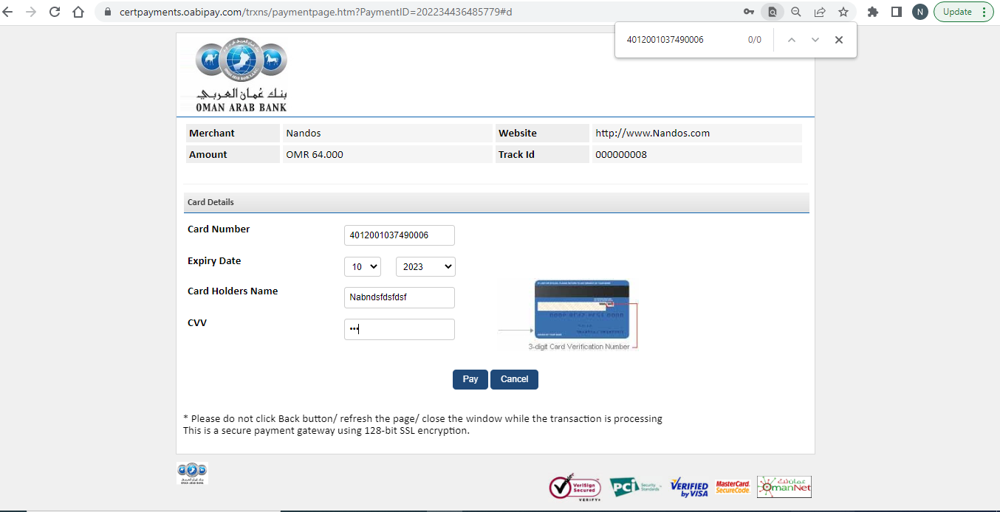 certpayments.oabipay.com/trxns/paymentpage.htm?PaymentID=202234436485779#d
N
Update
4012001037490006 0/0
بنك عُمان العربي
OMAN ARAB BANK
Merchant Nandos Website http://www.Nandos.com
Amount OMR 64.000 Track Id 000000008
Card Details
Card Number 4012001037490006
Expiry Date 10 2023
Card Holders Name Nabndsfdsfdsf
CVV •••
3-digit Card Verification Number
Pay Cancel
* Please do not click Back button/ refresh the page/ close the window while the transaction is processing
This is a secure payment gateway using 128-bit SSL encryption.
VeriSign
Secured
VERIFY
PCI Security
Standards
VERIFIED
by VISA
MasterCard.
SecureCode.
عمان نت
OmanNet